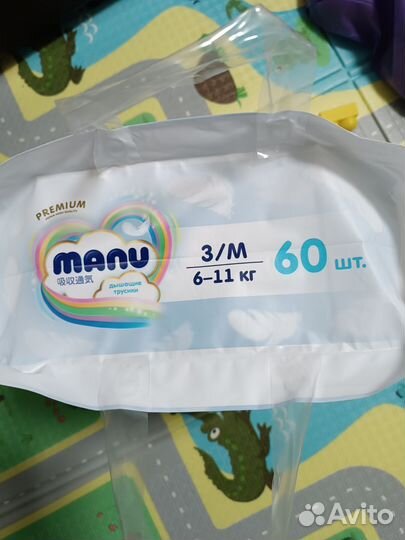 PREMIUM
manu
吸収通気
дышащие
трусики
3/M
6-11 кг
60 шт.
Avito